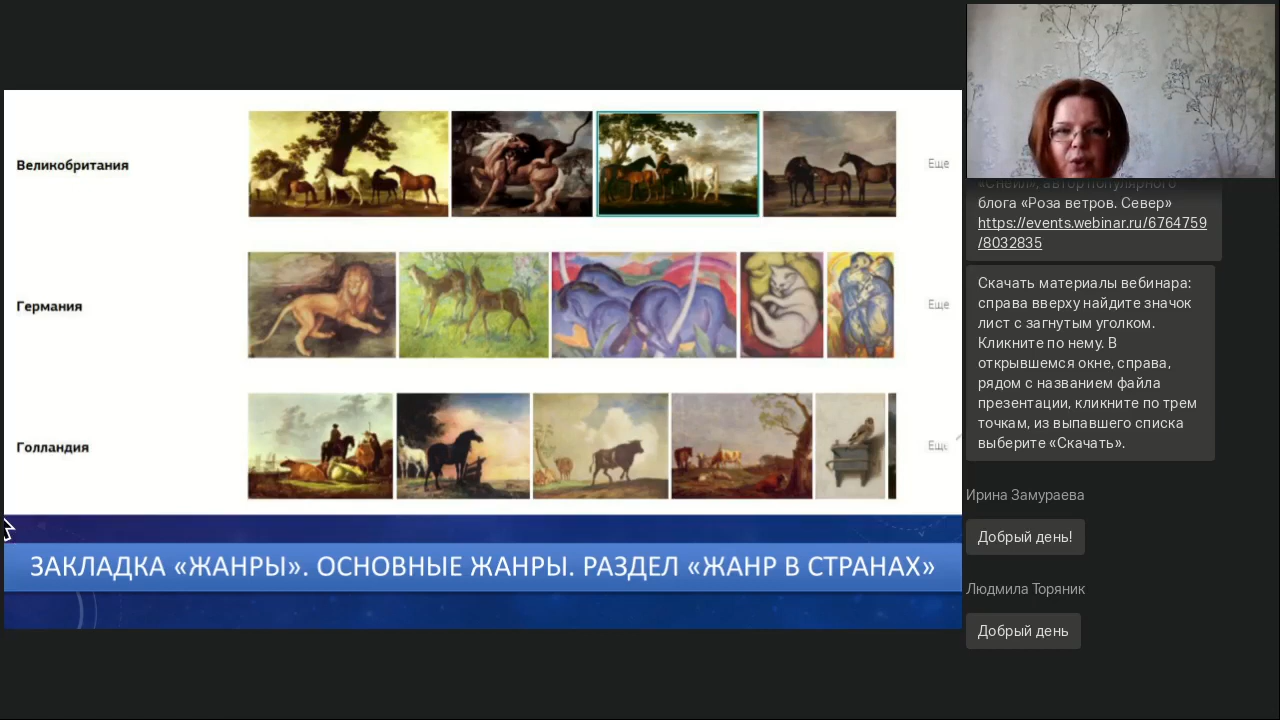 Великобритания
Еще
Германия
Еще
Голландия
Еще
ЗАКЛАДКА «ЖАНРЫ». ОСНОВНЫЕ ЖАНРЫ. РАЗДЕЛ «ЖАНР В СТРАНАХ»
«Снейл», автор популярного
блога «Роза ветров. Север»
https://events.webinar.ru/6764759
/8032835
Скачать материалы вебинара:
справа вверху найдите значок
лист с загнутым уголком.
Кликните по нему. В
открывшемся окне, справа,
рядом с названием файла
презентации, кликните по трем
точкам, из выпавшего списка
выберите «Скачать».
Ирина Замураева
Добрый день!
Людмила Торяник
Добрый день